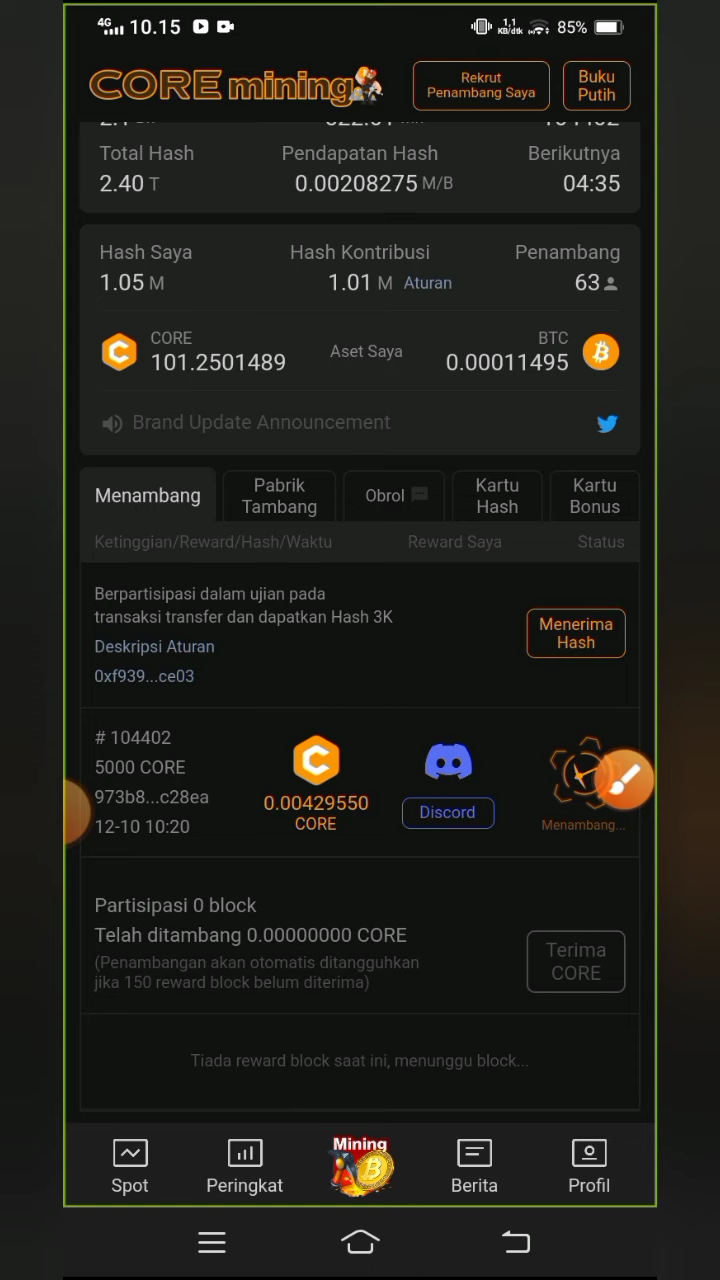 4G 10.15 1,1 KB/dtk 85%
CORE mining
Rekrut
Penambang Saya
Buku
Putih
Total Hash Pendapatan Hash Berikutnya
2.40 T 0.00208275 M/B 04:35
Hash Saya Hash Kontribusi Penambang
1.05 M 1.01 M Aturan 63
CORE
101.2501489
Aset Saya
BTC
0.00011495
Brand Update Announcement
Menambang
Pabrik
Tambang
Obrol
Kartu
Hash
Kartu
Bonus
Ketinggian/Reward/Hash/Waktu Reward Saya Status
Berpartisipasi dalam ujian pada
transaksi transfer dan dapatkan Hash 3K
Deskripsi Aturan
0xf939...ce03
Menerima
Hash
# 104402
5000 CORE
973b8...c28ea
12-10 10:20
0.00429550
CORE
Discord
Menambang...
Partisipasi 0 block
Telah ditambang 0.00000000 CORE
(Penambangan akan otomatis ditangguhkan
jika 150 reward block belum diterima)
Terima
CORE
Tiada reward block saat ini, menunggu block...
Mining
Spot Peringkat Berita Profil